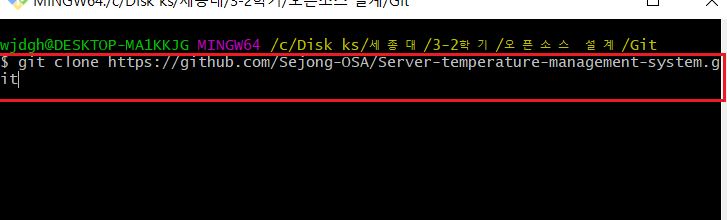 MINGW64:/c/Disk ks/세종대/3-2학기/오픈소스 설계/Git
wjdgh@DESKTOP-MA1KKJG MINGW64 /c/Disk ks/세종대/3-2학기/오픈소스 설계/Git
$ git clone https://github.com/Sejong-OSA/Server-temperature-management-system.g
it